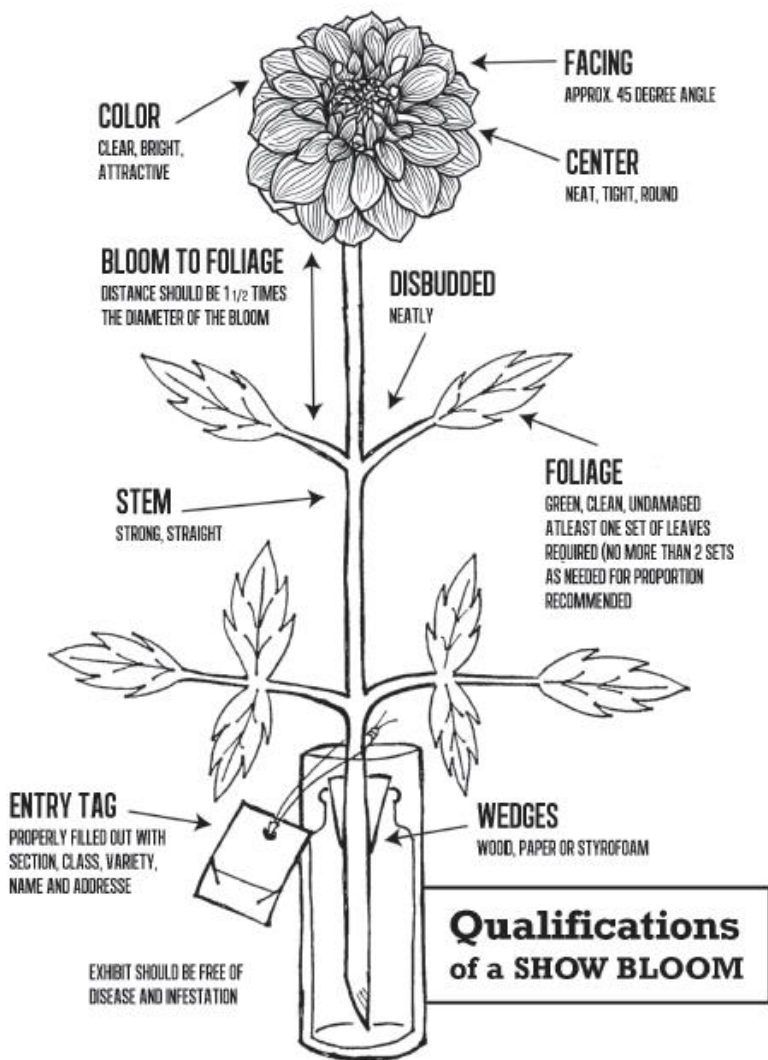 FACING
APPROX. 45 DEGREE ANGLE
COLOR
CLEAR, BRIGHT,
ATTRACTIVE
CENTER
NEAT, TIGHT, ROUND
BLOOM TO FOLIAGE
DISTANCE SHOULD BE 1 1/2 TIMES
THE DIAMETER OF THE BLOOM
DISBUDDED
NEATLY
FOLIAGE
GREEN, CLEAN, UNDAMAGED
ATLEAST ONE SET OF LEAVES
REQUIRED (NO MORE THAN 2 SETS
AS NEEDED FOR PROPORTION
RECOMMENDED
STEM
STRONG, STRAIGHT
ENTRY TAG
PROPERLY FILLED OUT WITH
SECTION, CLASS, VARIETY,
NAME AND ADDRESSE
WEDGES
WOOD, PAPER OR STYROFOAM
EXHIBIT SHOULD BE FREE OF
DISEASE AND INFESTATION
Qualifications
of a SHOW BLOOM